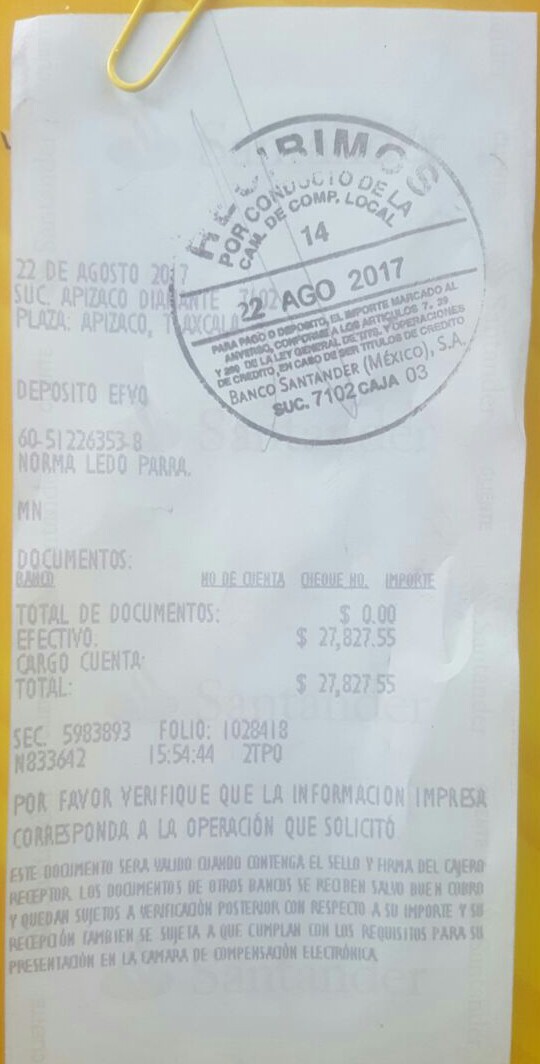 RECIBIMOS
POR CONDUCTO DE LA
CAM. DE COMP. LOCAL
14
22 AGO 2017
PARA PAGO O DEPOSITO, EL IMPORTE MARCADO AL
ANVERSO, CONFORME A LOS ARTICULOS 7, 39
Y DE LA LEY GENERAL DE TITS. Y OPERACIONES
DE CREDITO, EN CASO DE SER TITULOS DE CREDITO
BANCO SANTANDER (MÉXICO), S.A.
SUC. 7102 CAJA 03
22 DE AGOSTO 2017
SUC. APIZACO DIAMANTE 7102
PLAZA: APIZACO, TLAXCALA
DEPOSITO EFVO
60-51226353-8
NORMA LEDO PARRA.
MN
DOCUMENTOS:
BANCO NO DE CUENTA CHEQUE NO. IMPORTE
TOTAL DE DOCUMENTOS: $ 0.00
EFECTIVO. $ 27,827.55
CARGO CUENTA:
TOTAL: $ 27,827.55
SEC. 5983893 FOLIO: 1028418
N833642 15:54:44 2TPO
POR FAVOR VERIFIQUE QUE LA INFORMACION IMPRESA
CORRESPONDA A LA OPERACIÓN QUE SOLICITÓ
ESTE DOCUMENTO SERA VALIDO CUANDO CONTENGA EL SELLO Y FIRMA DEL CAJERO
RECEPTOR. LOS DOCUMENTOS DE OTROS BANCOS SE RECIBEN SALVO BUEN COBRO
Y QUEDAN SUJETOS A VERIFICACIÓN POSTERIOR CON RESPECTO A SU IMPORTE Y SU
RECEPCIÓN TAMBIEN SE SUJETA A QUE CUMPLAN CON LOS REQUISITOS PARA SU
PRESENTACIÓN EN LA CAMARA DE COMPENSACIÓN ELECTRÓNICA.
Santander
Santander
Santander